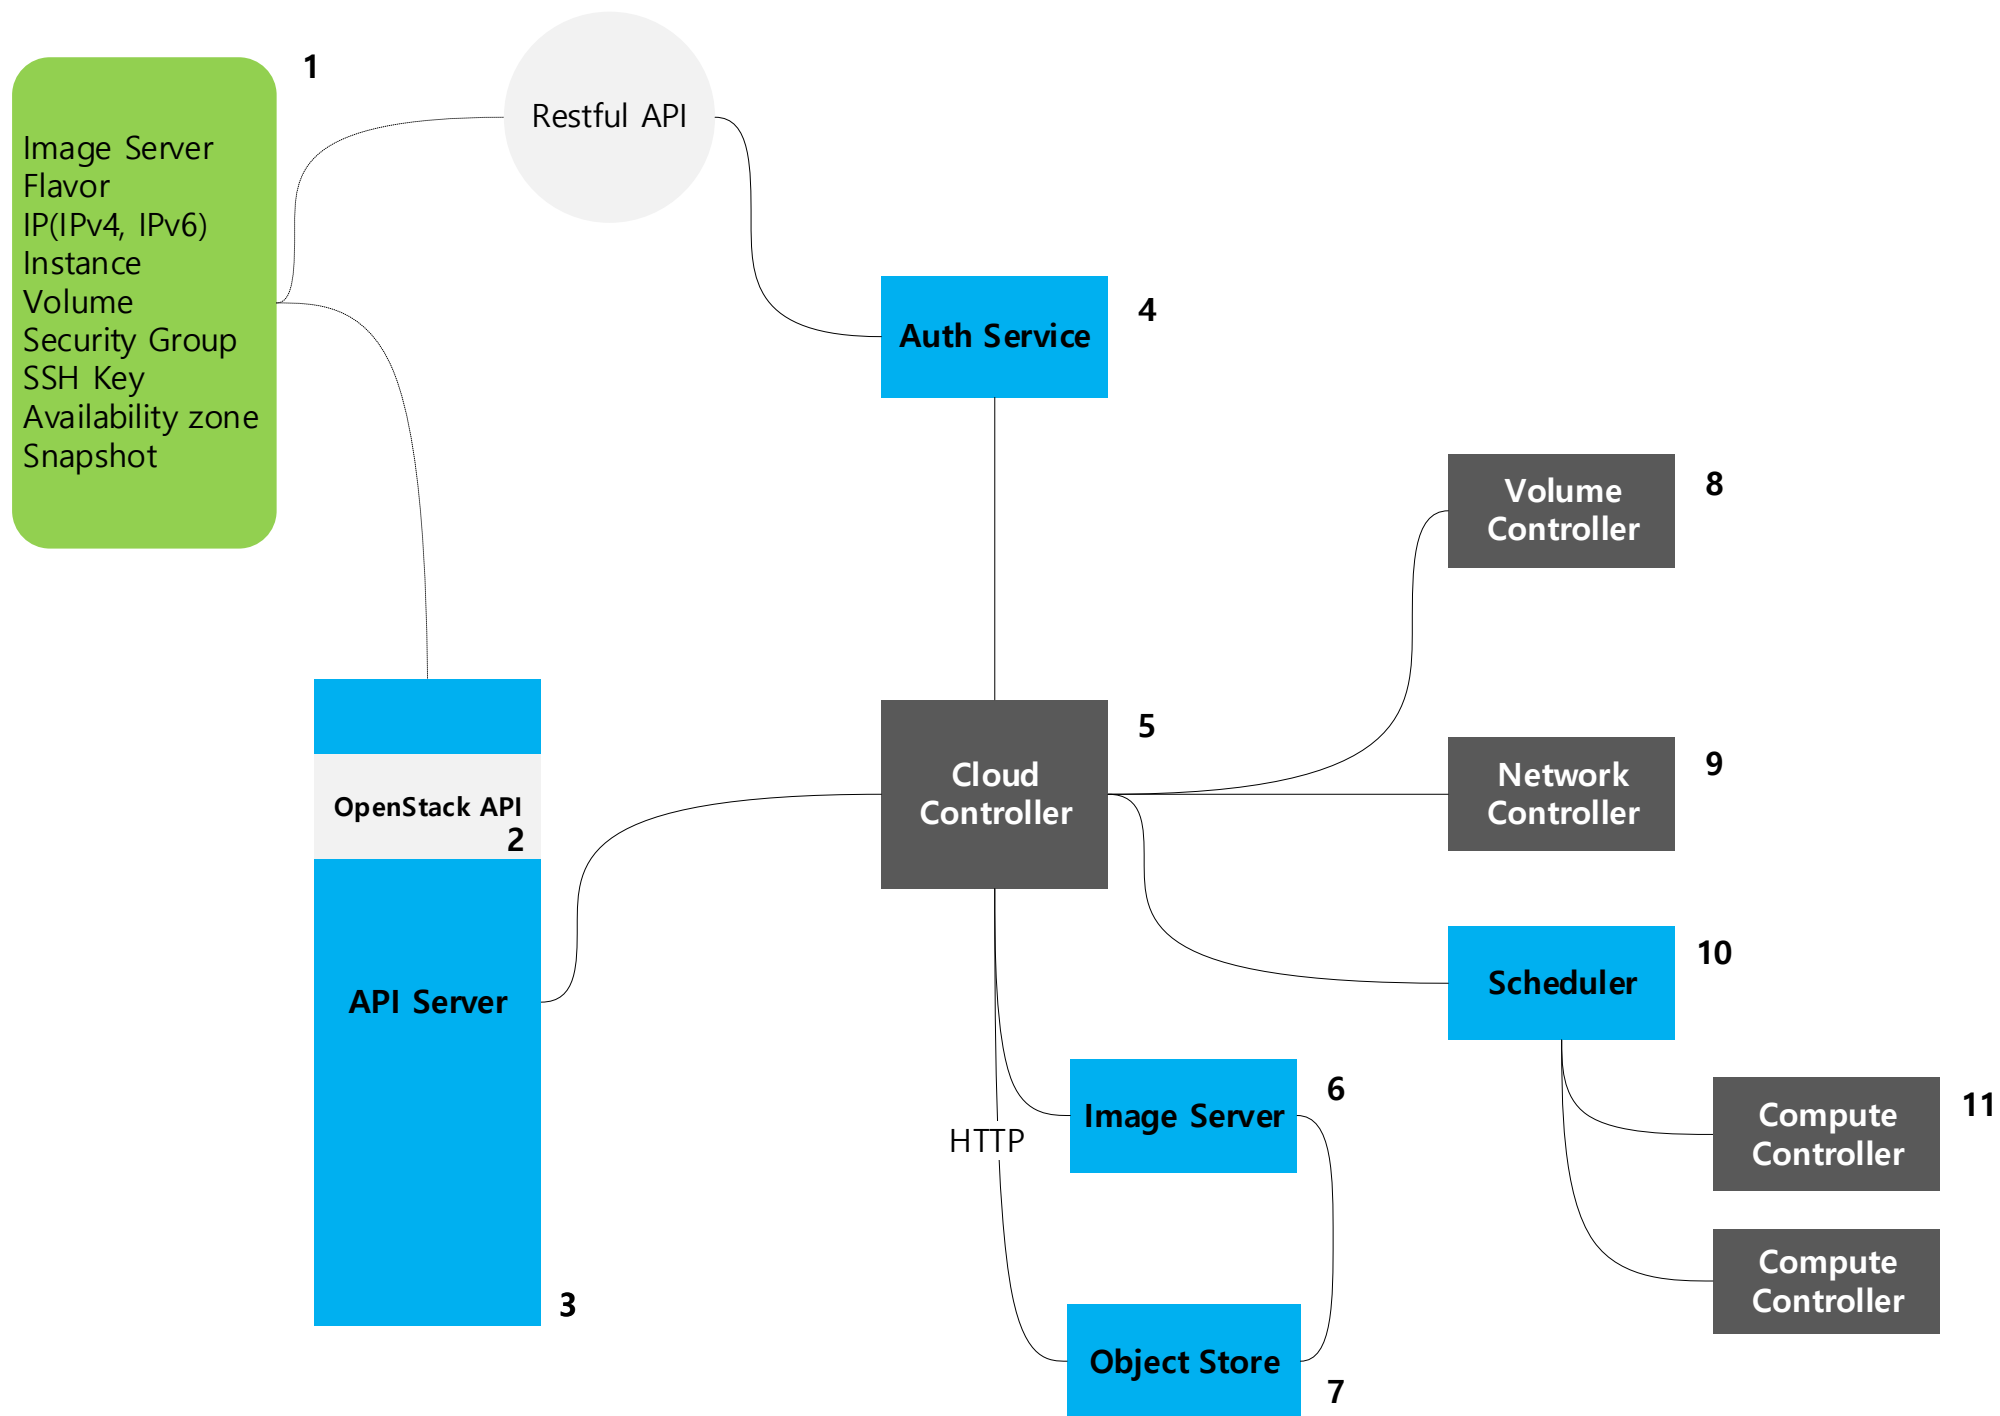 1
Image Server
Flavor
IP(IPv4, IPv6)
Instance
Volume
Security Group
SSH Key
Availability zone
Snapshot
Restful API
Auth Service
4
Volume
Controller
8
OpenStack API
2
API Server
3
Cloud
Controller
5
Network
Controller
9
Scheduler
10
Image Server
6
HTTP
Object Store
7
Compute
Controller
11
Compute
Controller